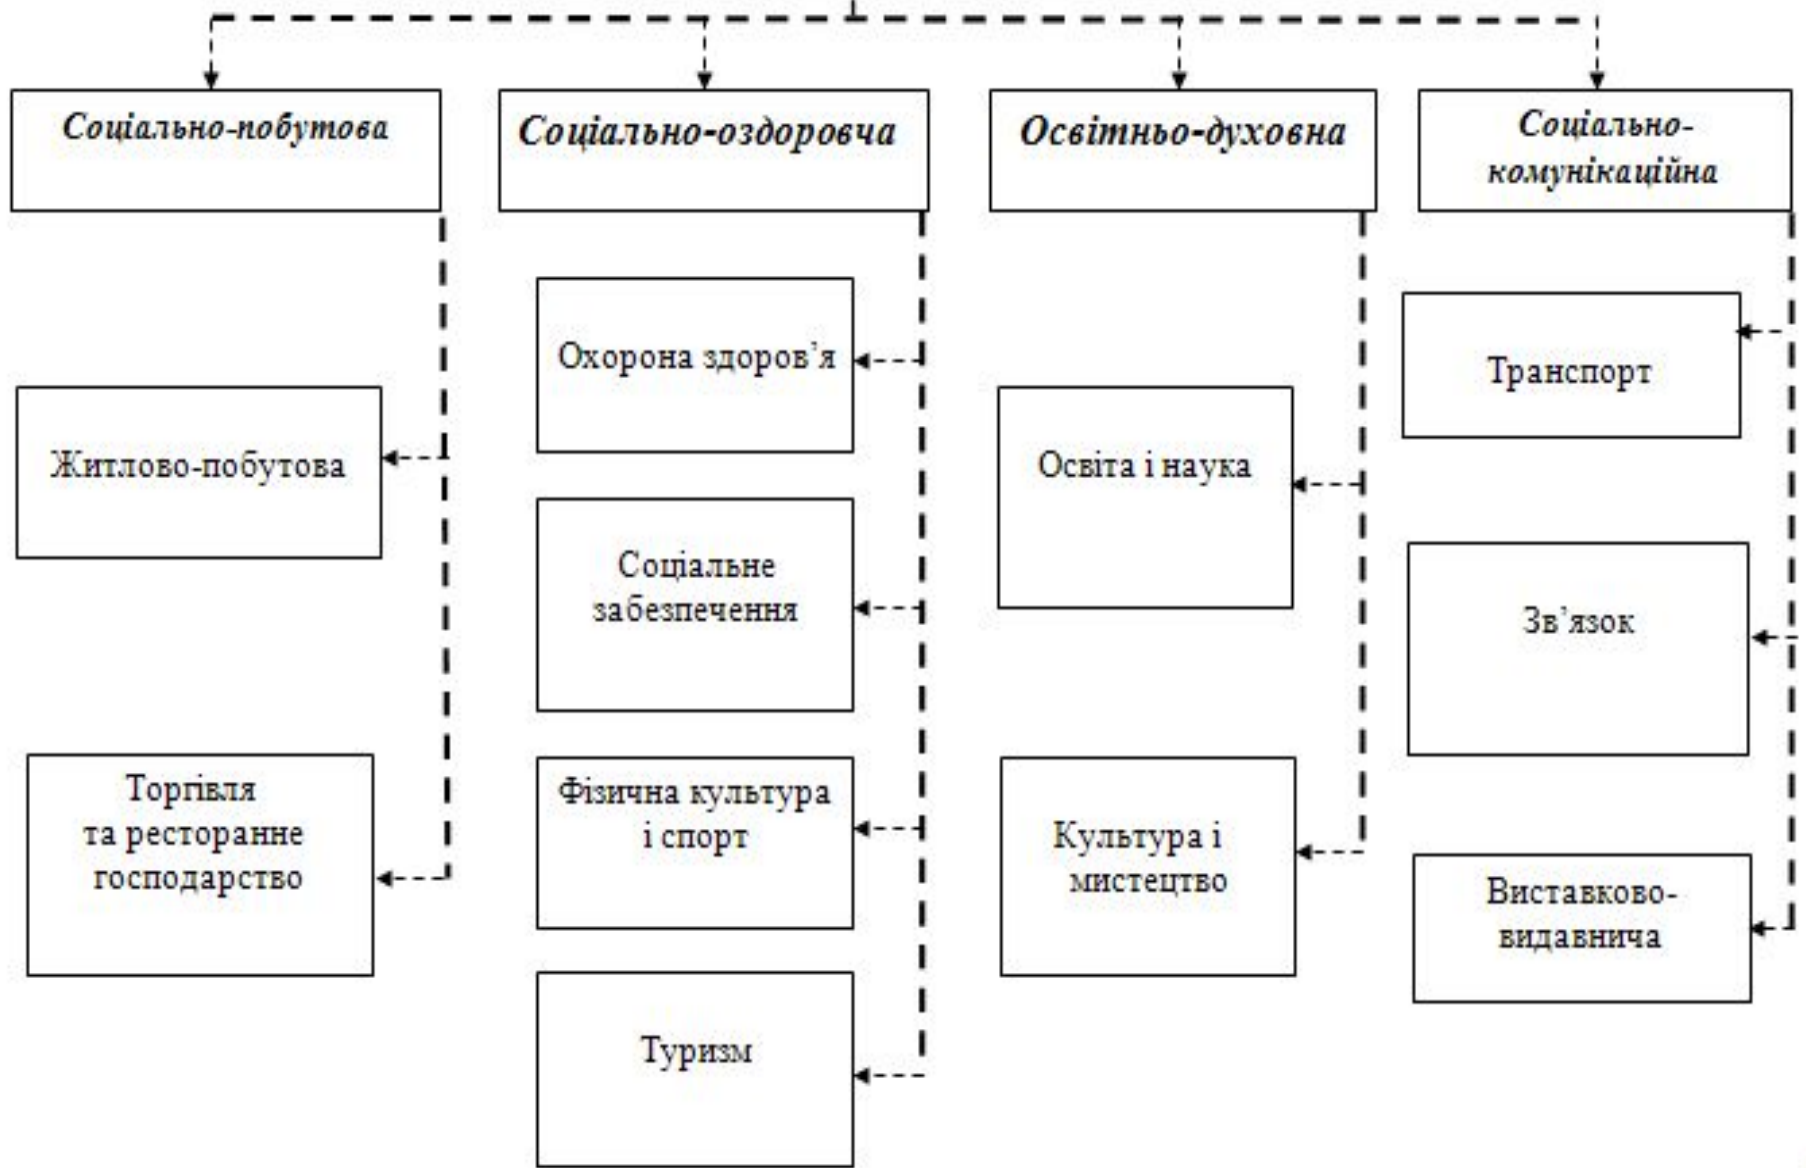 Соціально-побутова
Соціально-оздоровча
Освітньо-духовна
Соціально-
комунікаційна
Житлово-побутова
Торгівля
та ресторанне
господарство
Охорона здоров’я
Соціальне
забезпечення
Фізична культура
і спорт
Туризм
Освіта і наука
Культура і
мистецтво
Транспорт
Зв’язок
Виставково-
видавнича